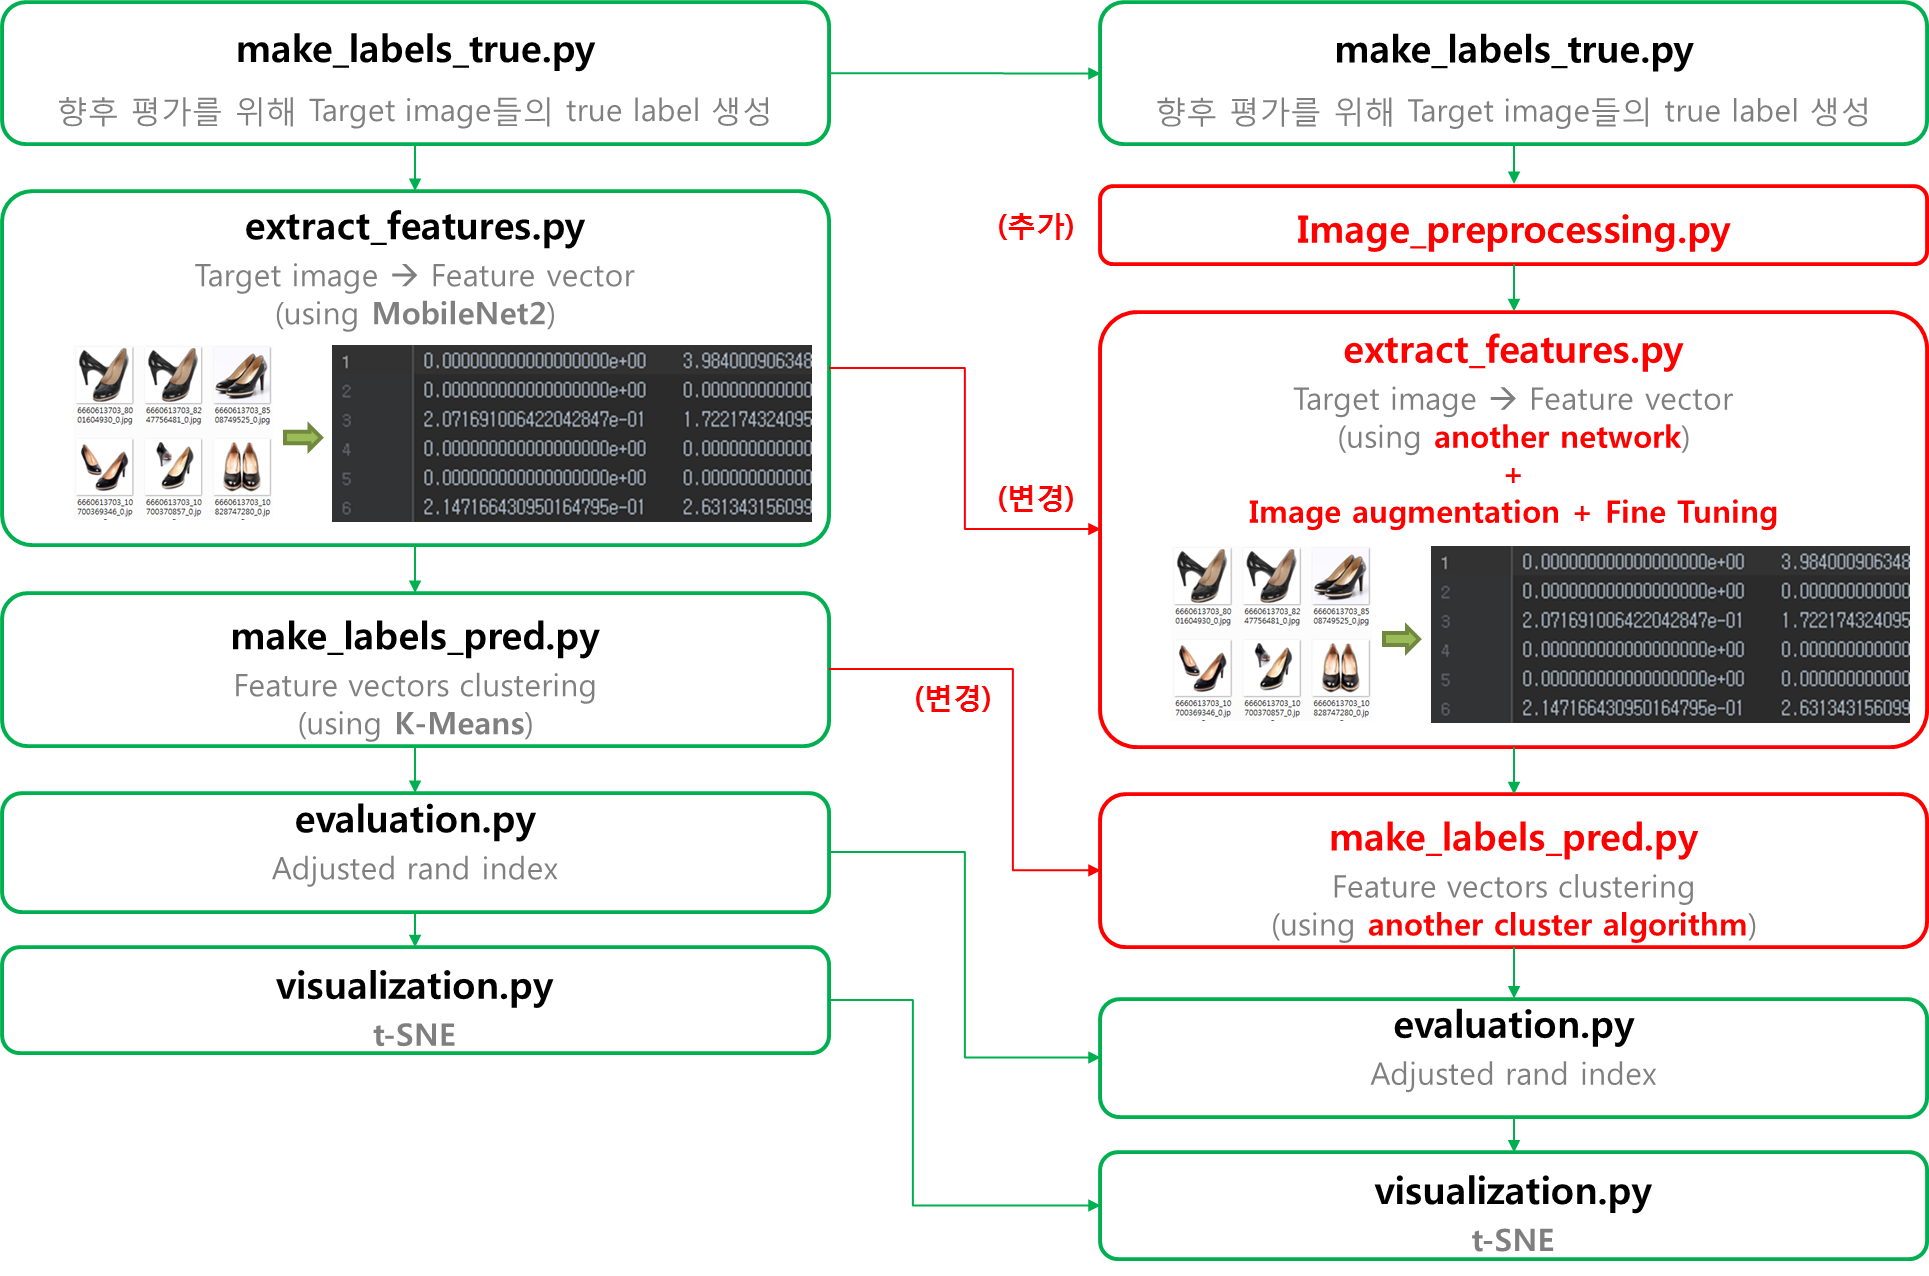 make_labels_true.py
향후 평가를 위해 Target image들의 true label 생성
extract_features.py
Target image → Feature vector
(using MobileNet2)
6660613703_80 6660613703_82 6660613703_85
01604930_0.jpg 47756481_0.jpg 08749525_0.jpg
6660613703_10 6660613703_10 6660613703_10
700369346_0.jp 700370857_0.jp 828747280_0.jp
1 0.000000000000000000e+00 3.984000906348
2 0.000000000000000000e+00 0.000000000000
3 2.071691006422042847e-01 1.722174324095
4 0.000000000000000000e+00 0.000000000000
5 0.000000000000000000e+00 0.000000000000
6 2.147166430950164795e-01 2.631343156099
make_labels_pred.py
Feature vectors clustering
(using K-Means)
evaluation.py
Adjusted rand index
visualization.py
t-SNE
(추가)
(변경)
(변경)
make_labels_true.py
향후 평가를 위해 Target image들의 true label 생성
Image_preprocessing.py
extract_features.py
Target image → Feature vector
(using another network)
+
Image augmentation + Fine Tuning
6660613703_80 6660613703_82 6660613703_85
01604930_0.jpg 47756481_0.jpg 08749525_0.jpg
6660613703_10 6660613703_10 6660613703_10
700369346_0.jp 700370857_0.jp 828747280_0.jp
1 0.000000000000000000e+00 3.984000906348
2 0.000000000000000000e+00 0.000000000000
3 2.071691006422042847e-01 1.722174324095
4 0.000000000000000000e+00 0.000000000000
5 0.000000000000000000e+00 0.000000000000
6 2.147166430950164795e-01 2.631343156099
make_labels_pred.py
Feature vectors clustering
(using another cluster algorithm)
evaluation.py
Adjusted rand index
visualization.py
t-SNE